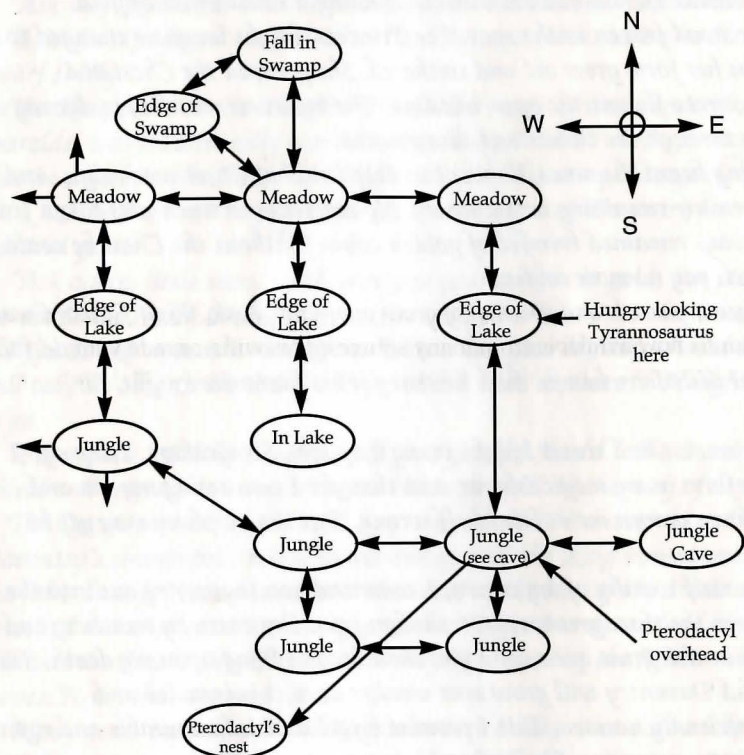 Fall in
Swamp
N
Edge of
Swamp
W
E
Meadow
Meadow
Meadow
S
Edge of
Lake
Edge of
Lake
Edge of
Lake
Hungry looking
Tyrannosaurus
here
Jungle
In Lake
Jungle
Jungle
(see cave)
Jungle
Cave
Jungle
Jungle
Pterodactyl
overhead
Pterodactyl's
nest